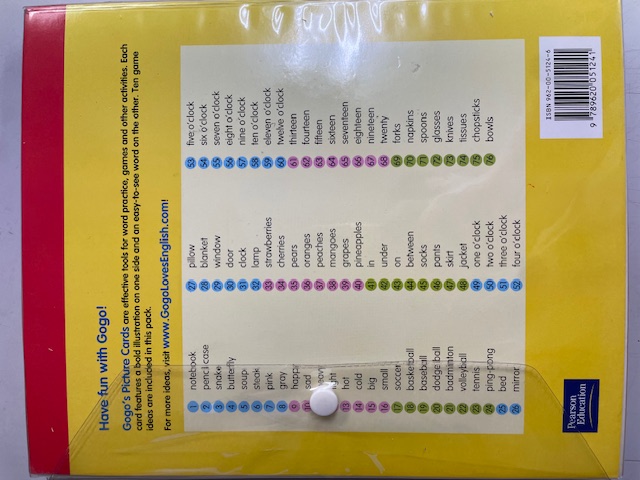 Have fun with Gogo!
Gogo's Picture Cards are effective tools for word practice, games and other activities. Each
card features a bold illustration on one side and an easy-to-see word on the other. Ten game
ideas are included in this pack.
For more ideas, visit www.GogoLovesEnglish.com!
1 notebook
2 pencil case
3 snake
4 butterfly
5 soup
6 steak
7 pink
8 gray
9 happy
10 sad
13 hot
14 cold
15 big
16 small
17 soccer
18 basketball
19 baseball
20 dodge ball
21 badminton
22 volleyball
23 tennis
24 ping-pong
25 bed
26 mirror
27 pillow
28 blanket
29 window
30 door
31 clock
32 lamp
33 strawberries
34 cherries
35 pears
36 oranges
37 peaches
38 mangoes
39 grapes
40 pineapples
41 in
42 under
43 on
44 between
45 socks
46 pants
47 skirt
48 jacket
49 one o'clock
50 two o'clock
51 three o'clock
52 four o'clock
53 five o'clock
54 six o'clock
55 seven o'clock
56 eight o'clock
57 nine o'clock
58 ten o'clock
59 eleven o'clock
60 twelve o'clock
61 thirteen
62 fourteen
63 fifteen
64 sixteen
65 seventeen
66 eighteen
67 nineteen
68 twenty
69 forks
70 napkins
71 spoons
72 glasses
73 knives
74 tissues
75 chopsticks
76 bowls
Pearson
Education
ISBN 962-00-5124-6
9 789620 051241